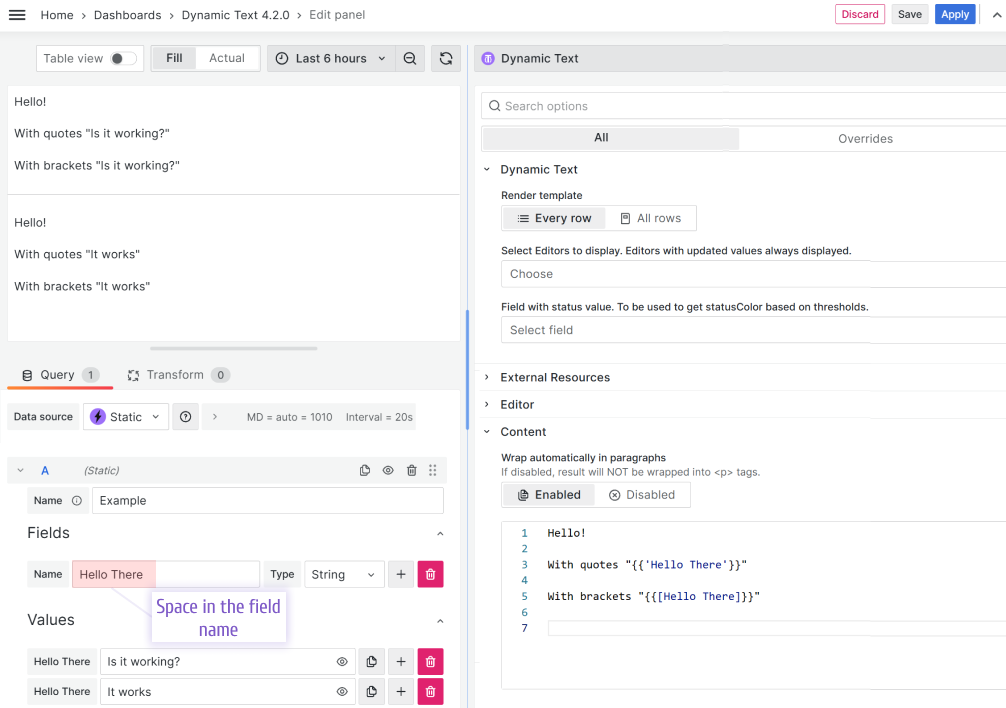 Home › Dashboards › Dynamic Text 4.2.0 › Edit panel
Discard Save Apply
Table view Fill Actual Last 6 hours
Dynamic Text
Hello!
With quotes "Is it working?"
With brackets "Is it working?"
Hello!
With quotes "It works"
With brackets "It works"
Query 1 Transform 0
Data source Static MD = auto = 1010 Interval = 20s
A (Static)
Name Example
Fields
Name Hello There Type String
Space in the field
name
Values
Hello There Is it working?
Hello There It works
Search options
All Overrides
Dynamic Text
Render template
Every row All rows
Select Editors to display. Editors with updated values always displayed.
Choose
Field with status value. To be used to get statusColor based on thresholds.
Select field
External Resources
Editor
Content
Wrap automatically in paragraphs
If disabled, result will NOT be wrapped into <p> tags.
Enabled Disabled
1 Hello!
2
3 With quotes "{{'Hello There'}}"
4
5 With brackets "{{[Hello There]}}"
6
7